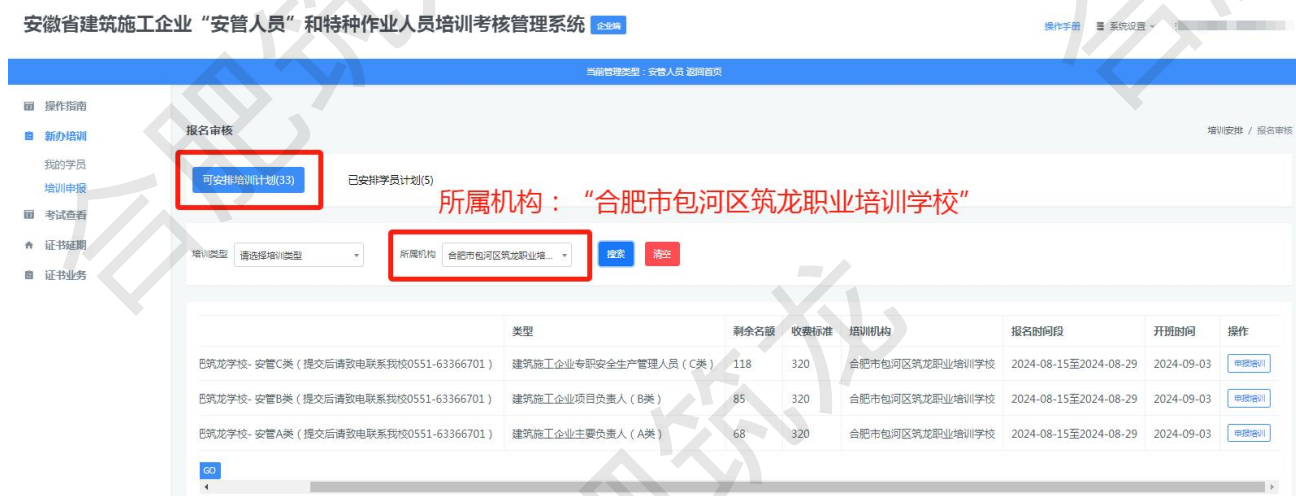 安徽省建筑施工企业“安管人员”和特种作业人员培训考核管理系统 企业端
操作手册 系统设置
当前管理类型：安管人员 返回首页
操作指南
新办培训
我的学员
培训申报
考试查看
证书延期
证书业务
报名审核
培训安排 / 报名审核
可安排培训计划(33) 已安排学员计划(5)
所属机构：“合肥市包河区筑龙职业培训学校”
培训类型 请选择培训类型 所属机构 合肥市包河区筑龙职业培... 搜索 清空
类型 剩余名额 收费标准 培训机构 报名时间段 开班时间 操作
筑龙学校- 安管C类（提交后请致电联系我校0551-63366701） 建筑施工企业专职安全生产管理人员（C类） 118 320 合肥市包河区筑龙职业培训学校 2024-08-15至2024-08-29 2024-09-03 申报培训
筑龙学校- 安管B类（提交后请致电联系我校0551-63366701） 建筑施工企业项目负责人（B类） 85 320 合肥市包河区筑龙职业培训学校 2024-08-15至2024-08-29 2024-09-03 申报培训
筑龙学校- 安管A类（提交后请致电联系我校0551-63366701） 建筑施工企业主要负责人（A类） 68 320 合肥市包河区筑龙职业培训学校 2024-08-15至2024-08-29 2024-09-03 申报培训
GO
合肥筑龙